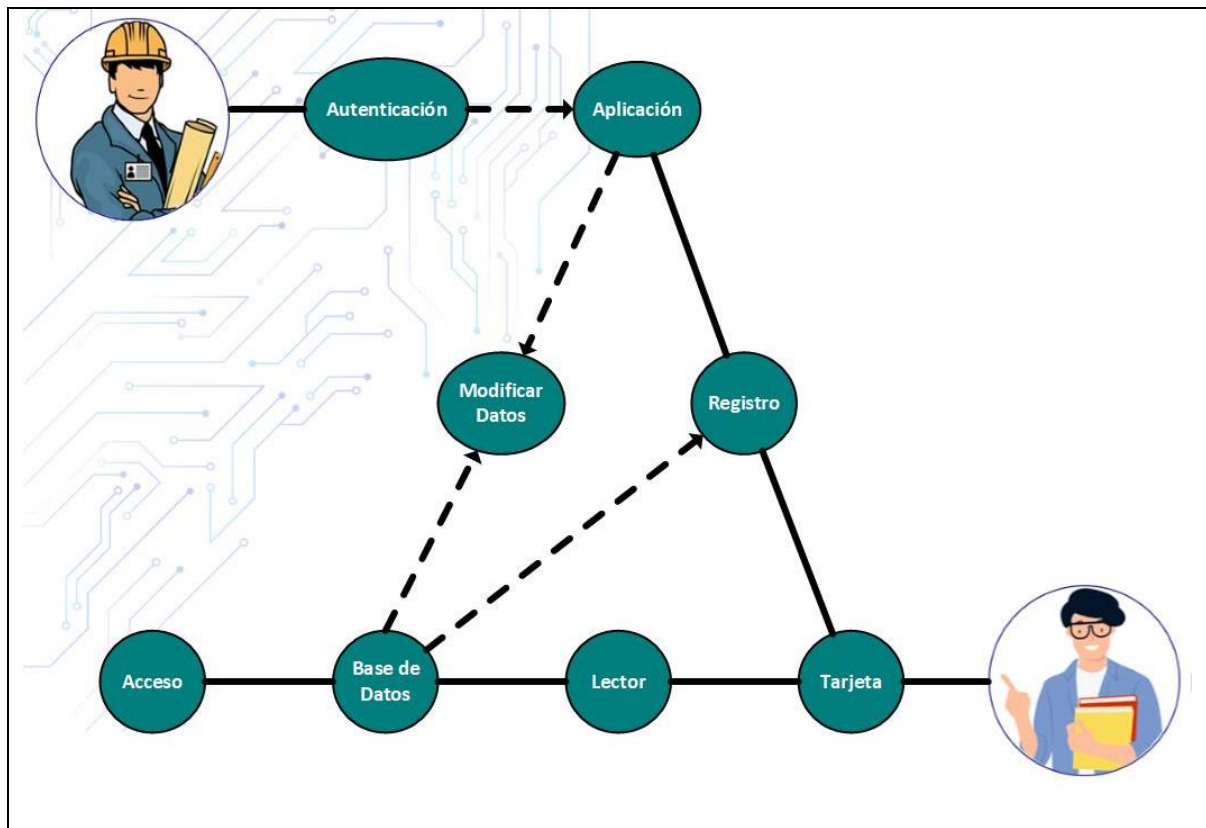 Autenticación
Aplicación
Modificar
Datos
Registro
Acceso
Base de
Datos
Lector
Tarjeta